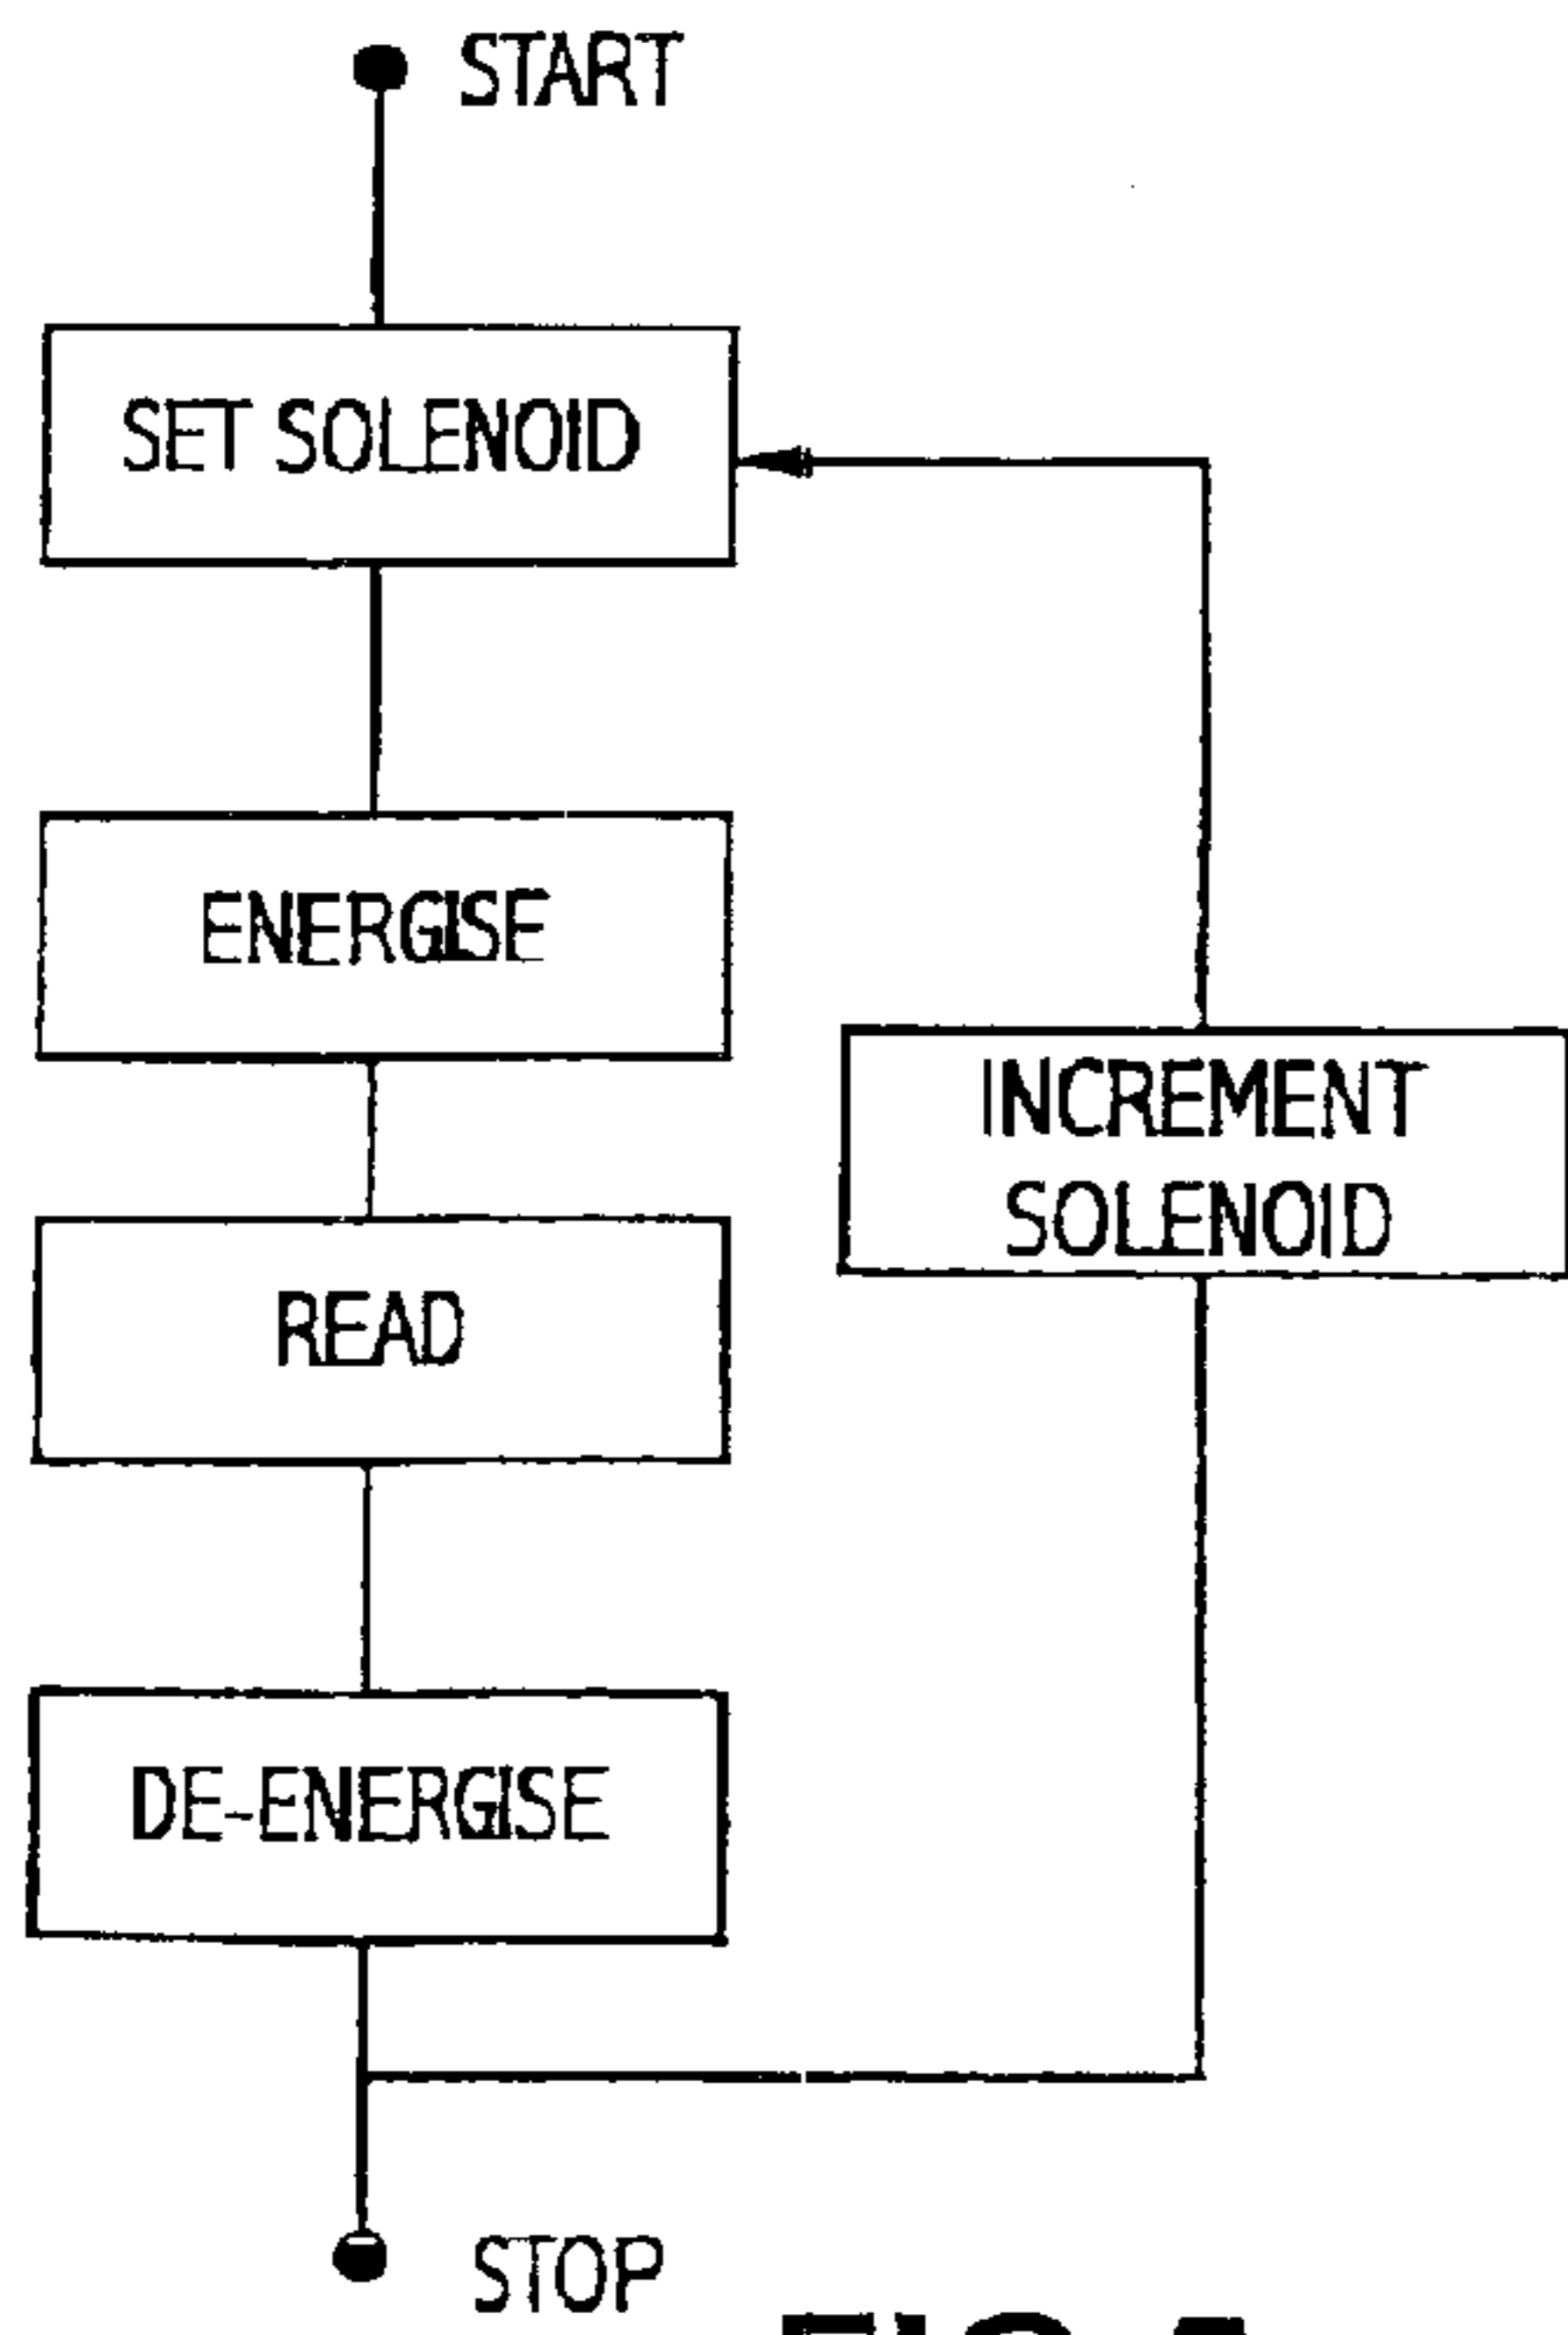 START
SET SOLENOID
ENERGISE
READ
INCREMENT
SOLENOID
DE-ENERGISE
STOP